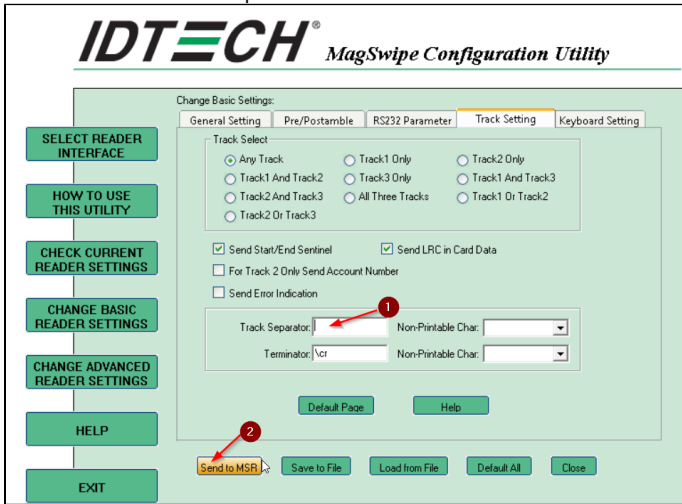 IDTECH® MagSwipe Configuration Utility
Change Basic Settings:
General Setting Pre/Postamble RS232 Parameter Track Setting Keyboard Setting
Track Select
Any Track Track1 Only Track2 Only
Track1 And Track2 Track3 Only Track1 And Track3
Track2 And Track3 All Three Tracks Track1 Or Track2
Track2 Or Track3
Send Start/End Sentinel Send LRC in Card Data
For Track 2 Only Send Account Number
Send Error Indication
1
Track Separator: Non-Printable Char:
Terminator: \cr Non-Printable Char:
Default Page Help
2
Send to MSR Save to File Load from File Default All Close
SELECT READER
INTERFACE
HOW TO USE
THIS UTILITY
CHECK CURRENT
READER SETTINGS
CHANGE BASIC
READER SETTINGS
CHANGE ADVANCED
READER SETTINGS
HELP
EXIT